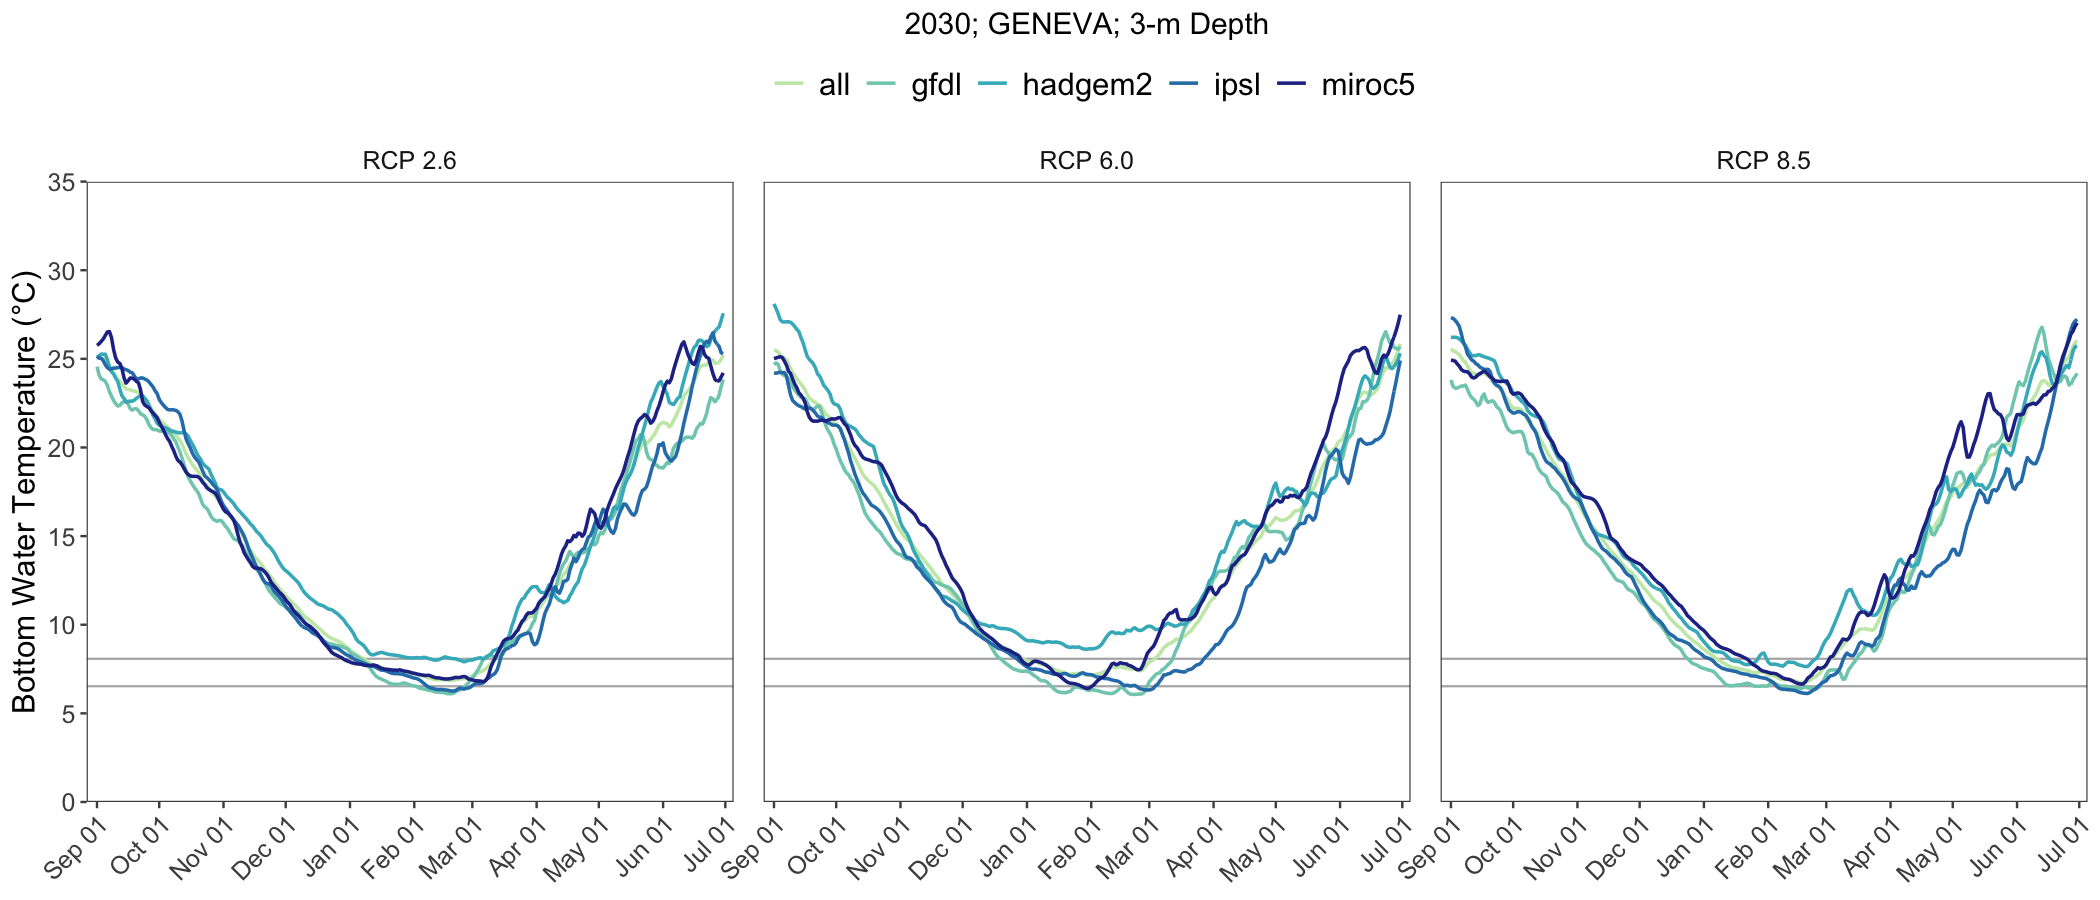 2030; GENEVA; 3-m Depth
all gfdl hadgem2 ipsl miroc5
RCP 2.6 RCP 6.0 RCP 8.5
Bottom Water Temperature (°C)
35
30
25
20
15
10
5
0
Sep 01 Oct 01 Nov 01 Dec 01 Jan 01 Feb 01 Mar 01 Apr 01 May 01 Jun 01 Jul 01 Sep 01 Oct 01 Nov 01 Dec 01 Jan 01 Feb 01 Mar 01 Apr 01 May 01 Jun 01 Jul 01 Sep 01 Oct 01 Nov 01 Dec 01 Jan 01 Feb 01 Mar 01 Apr 01 May 01 Jun 01 Jul 01